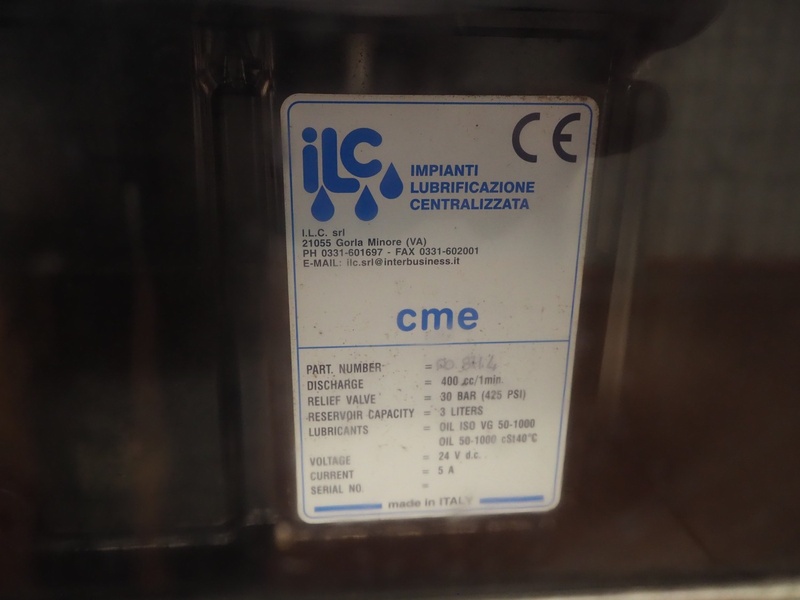 CE
iLC
IMPIANTI
LUBRIFICAZIONE
CENTRALIZZATA
I.L.C. srl
21055 Gorla Minore (VA)
PH 0331-601697 - FAX 0331-602001
E-MAIL: ilc.srl@interbusiness.it
cme
PART. NUMBER =
DISCHARGE = 400 cc/1min.
RELIEF VALVE = 30 BAR (425 PSI)
RESERVOIR CAPACITY = 3 LITERS
LUBRICANTS = OIL ISO VG 50-1000
OIL 50-1000 cSt40°C
VOLTAGE = 24 V d.c.
CURRENT = 5 A
SERIAL NO. =
made in ITALY